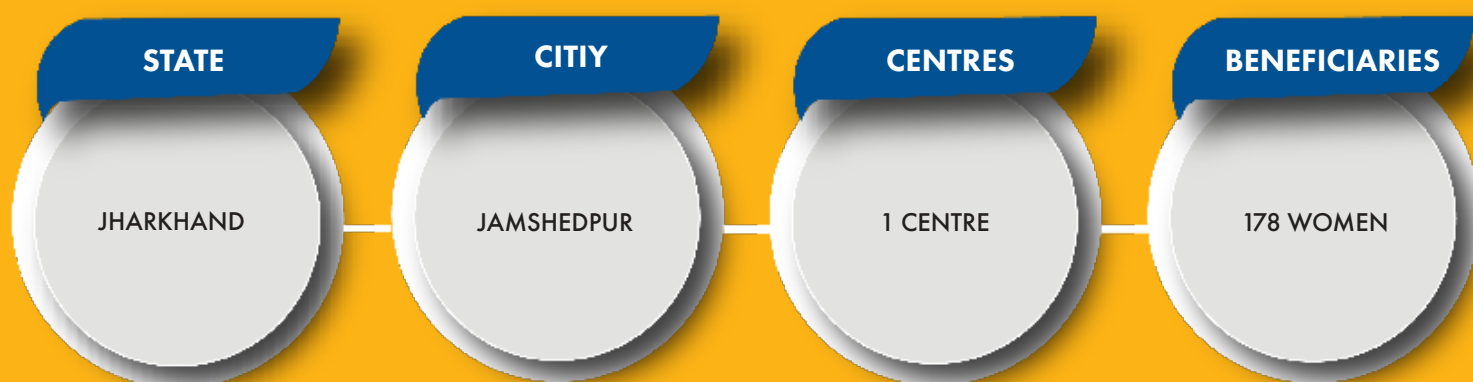 STATE
CITIY
CENTRES
BENEFICIARIES
JHARKHAND
JAMSHEDPUR
1 CENTRE
178 WOMEN